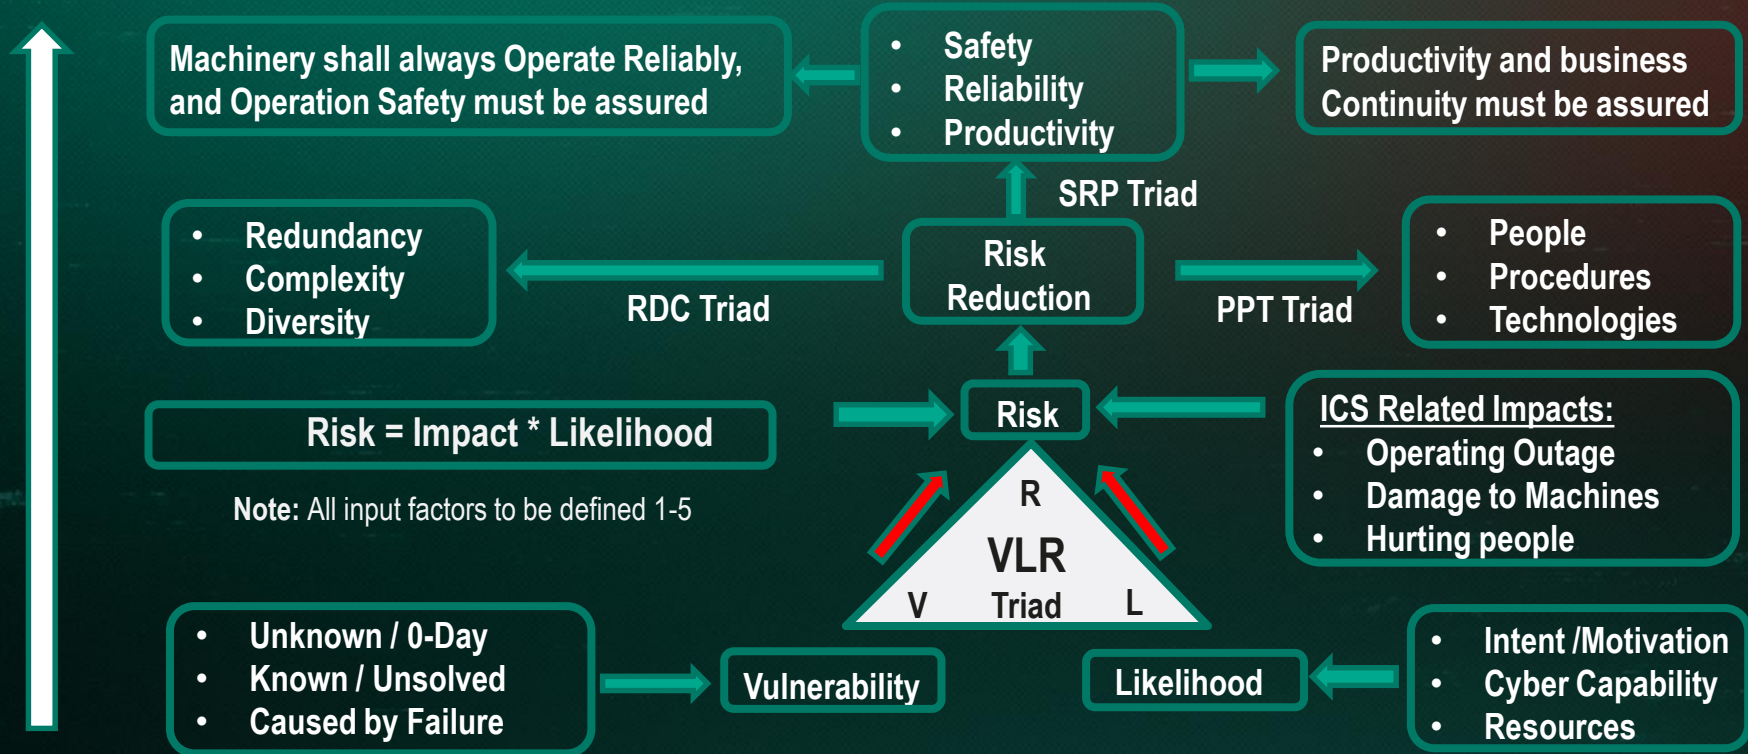 Machinery shall always Operate Reliably,
and Operation Safety must be assured
• Safety
• Reliability
• Productivity
Productivity and business
Continuity must be assured
SRP Triad
• Redundancy
• Complexity
• Diversity
RDC Triad
Risk
Reduction
PPT Triad
• People
• Procedures
• Technologies
Risk = Impact * Likelihood
Note: All input factors to be defined 1-5
Risk
ICS Related Impacts:
• Operating Outage
• Damage to Machines
• Hurting people
R
VLR
V Triad L
• Unknown / 0-Day
• Known / Unsolved
• Caused by Failure
Vulnerability
Likelihood
• Intent /Motivation
• Cyber Capability
• Resources